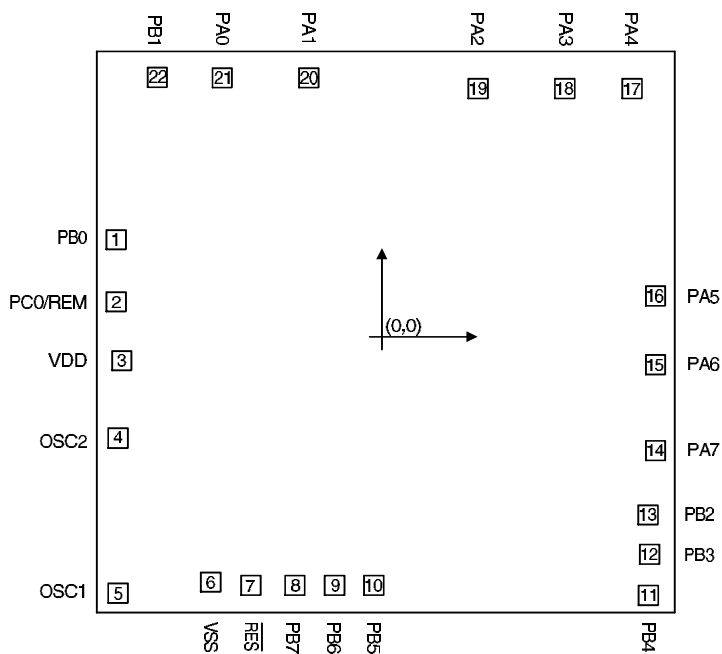 PB1 PA0 PA1 PA2 PA3 PA4
22 21 20 19 18 17
PB0 1
PC0/REM 2
VDD 3
OSC2 4
OSC1 5
(0,0)
16 PA5
15 PA6
14 PA7
13 PB2
12 PB3
11
6 7 8 9 10
VSS RES PB7 PB6 PB5 PB4